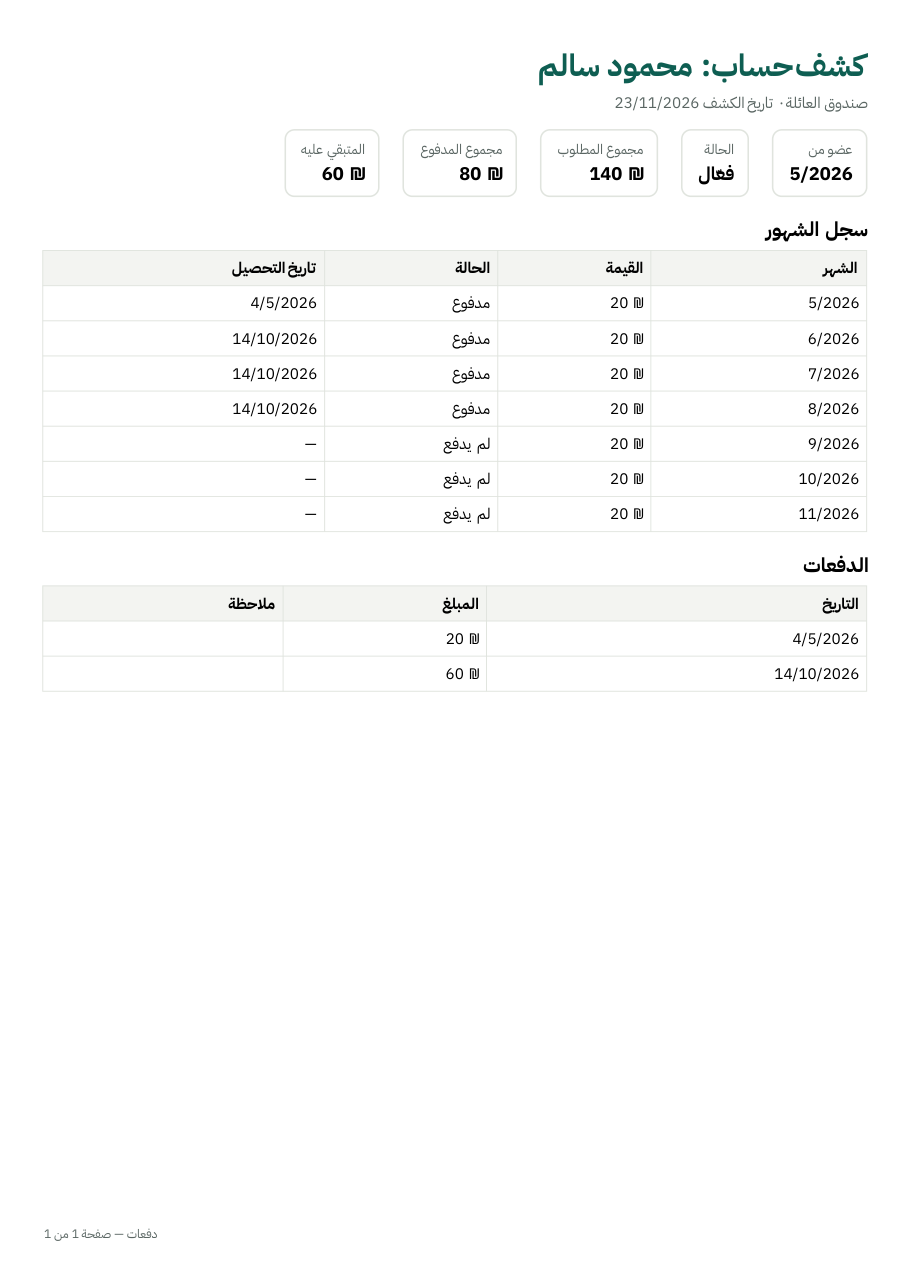 كشف حساب: محمود سالم
صندوق العائلة · تاريخ الكشف 23/11/2026
عضو من الحالة مجموع المطلوب مجموع المدفوع المتبقي عليه
5/2026 فعّال 140 ₪ 80 ₪ 60 ₪
سجل الشهور
الشهر القيمة الحالة تاريخ التحصيل
5/2026 20 ₪ مدفوع 4/5/2026
6/2026 20 ₪ مدفوع 14/10/2026
7/2026 20 ₪ مدفوع 14/10/2026
8/2026 20 ₪ مدفوع 14/10/2026
9/2026 20 ₪ لم يدفع —
10/2026 20 ₪ لم يدفع —
11/2026 20 ₪ لم يدفع —
الدفعات
التاريخ المبلغ ملاحظة
4/5/2026 20 ₪
14/10/2026 60 ₪
دفعات — صفحة 1 من 1